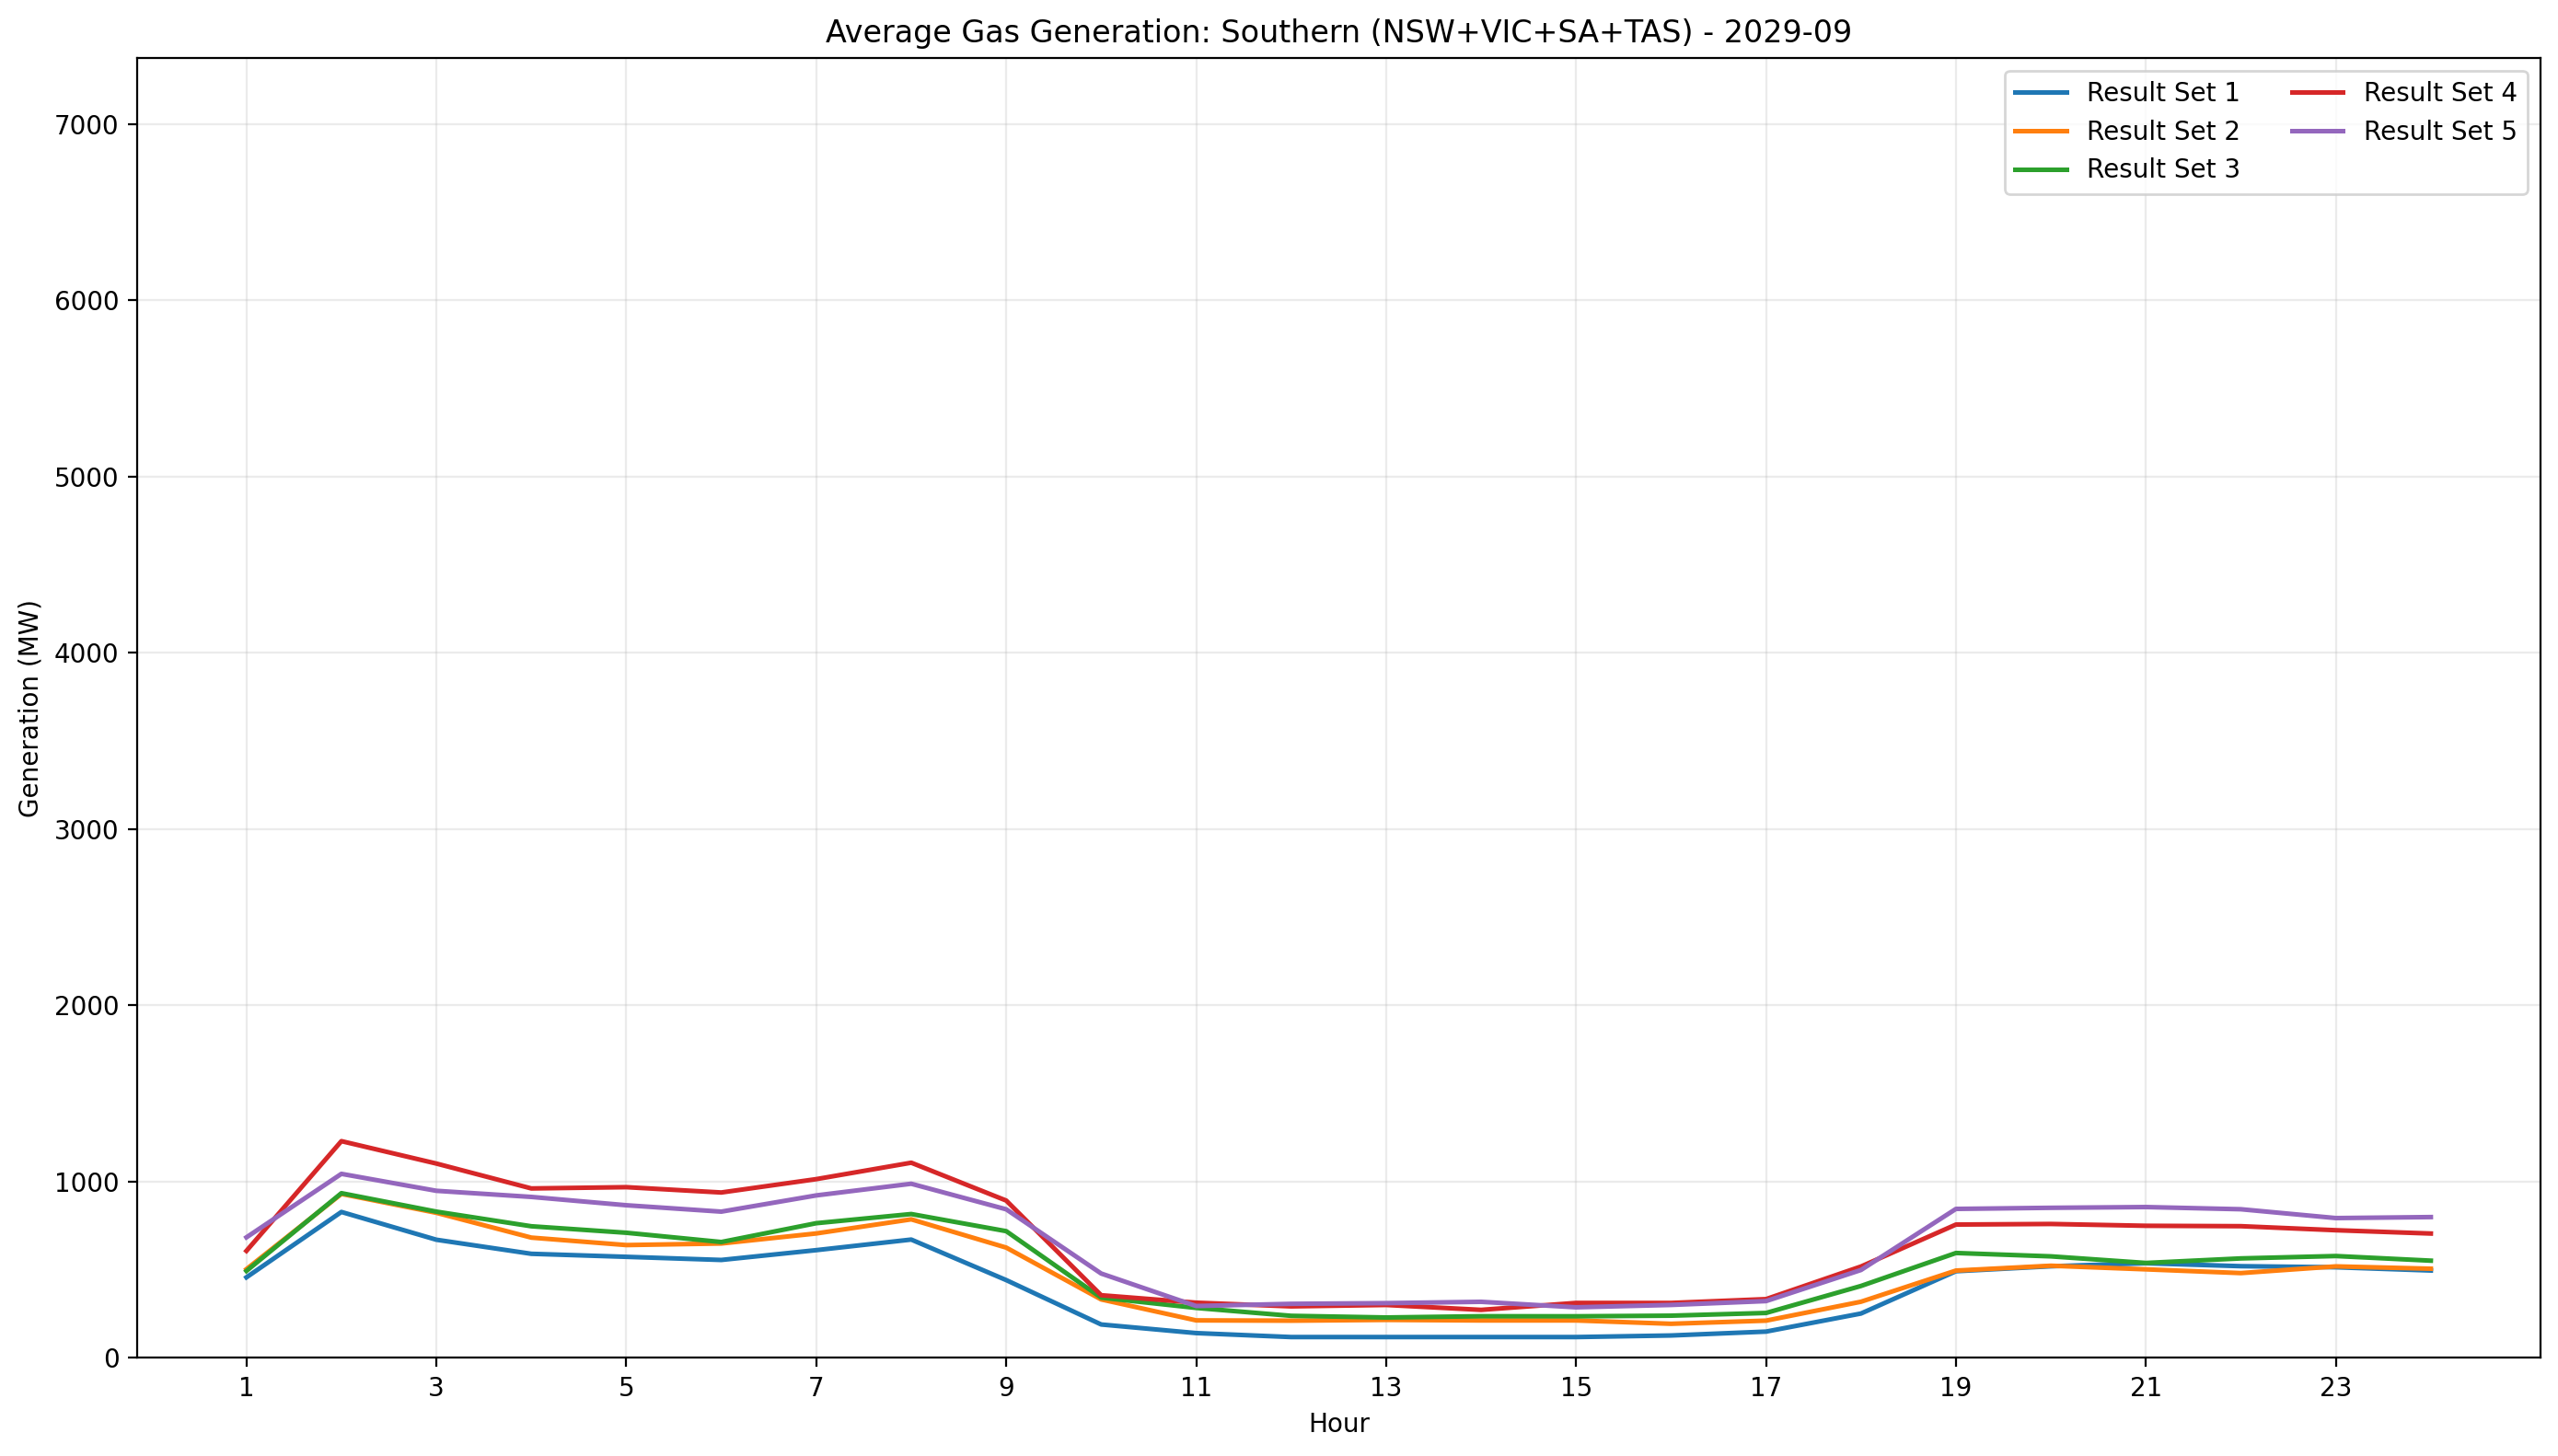 Average Gas Generation: Southern (NSW+VIC+SA+TAS) - 2029-09
Result Set 1
Result Set 2
Result Set 3
Result Set 4
Result Set 5
Generation (MW)
7000
6000
5000
4000
3000
2000
1000
0
1 3 5 7 9 11 13 15 17 19 21 23
Hour